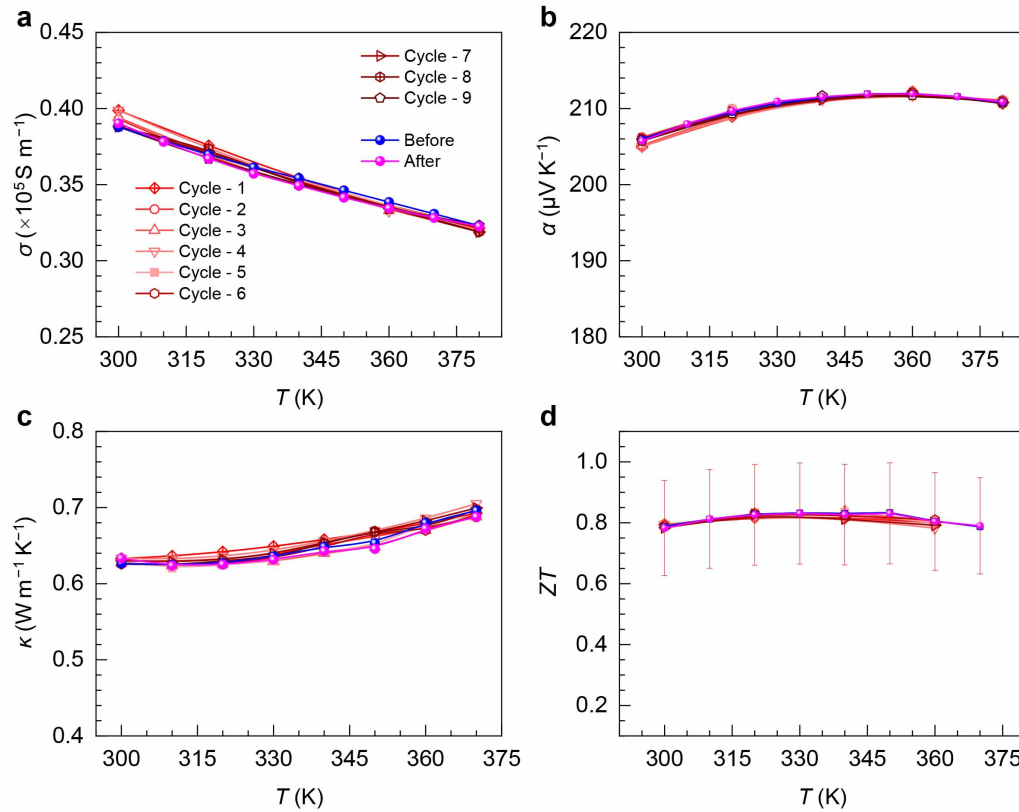 a
0.45
0.40
0.35
0.30
0.25
σ (×10⁵S m⁻¹)
Cycle - 7
Cycle - 8
Cycle - 9
Before
After
Cycle - 1
Cycle - 2
Cycle - 3
Cycle - 4
Cycle - 5
Cycle - 6
300 315 330 345 360 375
T (K)
b
220
210
200
190
180
α (µV K⁻¹)
300 315 330 345 360 375
T (K)
c
0.8
0.7
0.6
0.5
0.4
κ (W m⁻¹ K⁻¹)
300 315 330 345 360 375
T (K)
d
1.0
0.8
0.6
0.4
0.2
ZT
300 315 330 345 360 375
T (K)